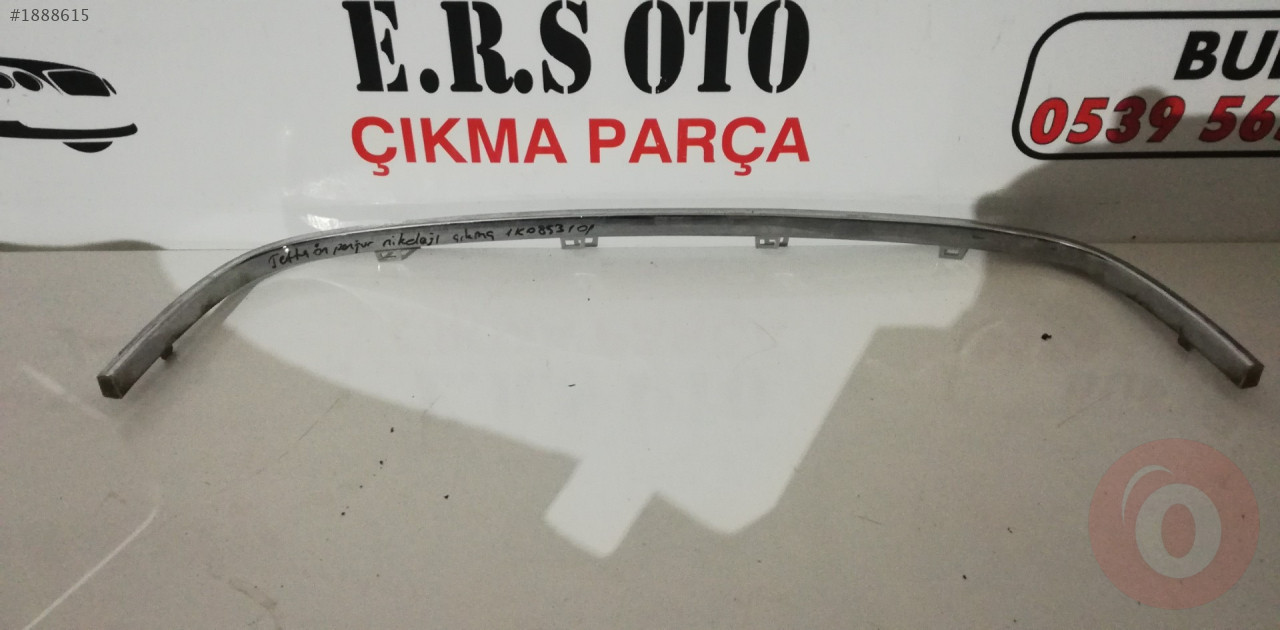 #1888615
E.R.S OTO
ÇIKMA PARÇA
BU
0539 56
Jetta ön panjur nikelajı çıkma 1K0853101
O